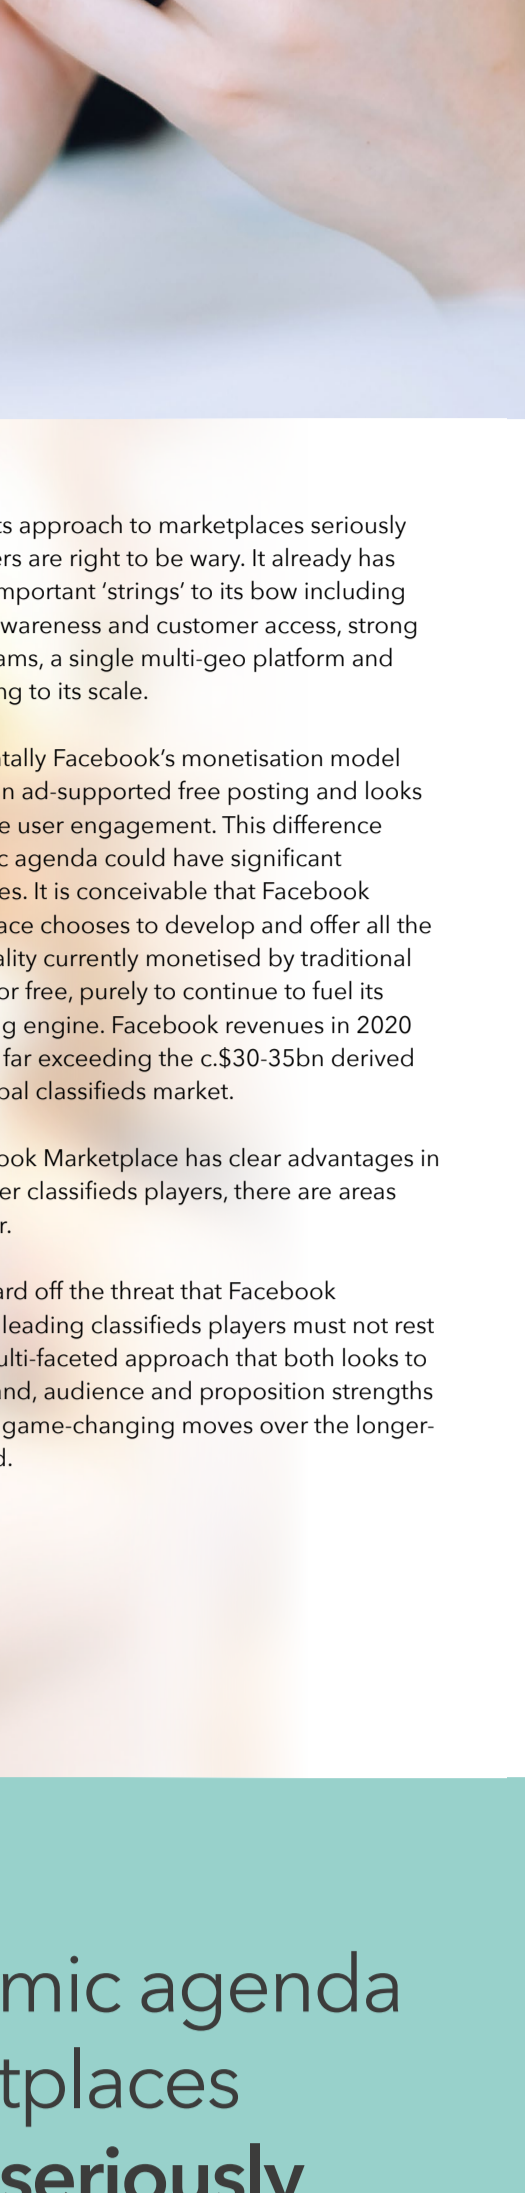 ts approach to marketplaces seriously
ers are right to be wary. It already has
mportant ‘strings’ to its bow including
wareness and customer access, strong
ams, a single multi-geo platform and
ng to its scale.
ntally Facebook’s monetisation model
n ad-supported free posting and looks
e user engagement. This difference
c agenda could have significant
es. It is conceivable that Facebook
ace chooses to develop and offer all the
ality currently monetised by traditional
or free, purely to continue to fuel its
g engine. Facebook revenues in 2020
far exceeding the c.$30-35bn derived
bal classifieds market.
ook Marketplace has clear advantages in
er classifieds players, there are areas
r.
ard off the threat that Facebook
leading classifieds players must not rest
ulti-faceted approach that both looks to
and, audience and proposition strengths
game-changing moves over the longer-
d.
mic agenda
tplaces
seriously